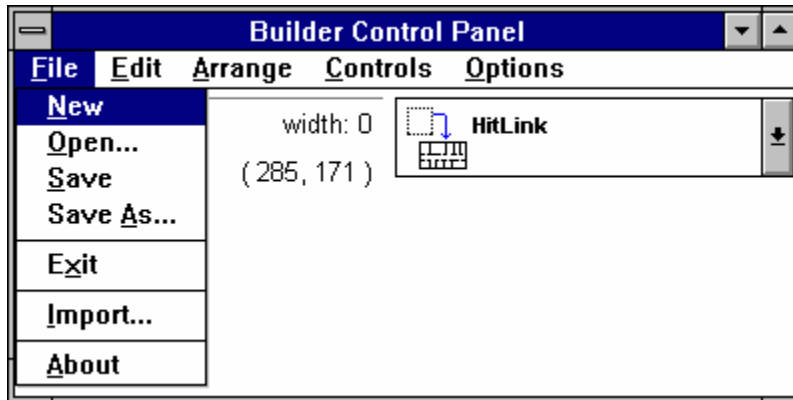 Builder Control Panel
File Edit Arrange Controls Options
New
Open...
Save
Save As...
Exit
Import...
About
width: 0
( 285, 171 )
HitLink